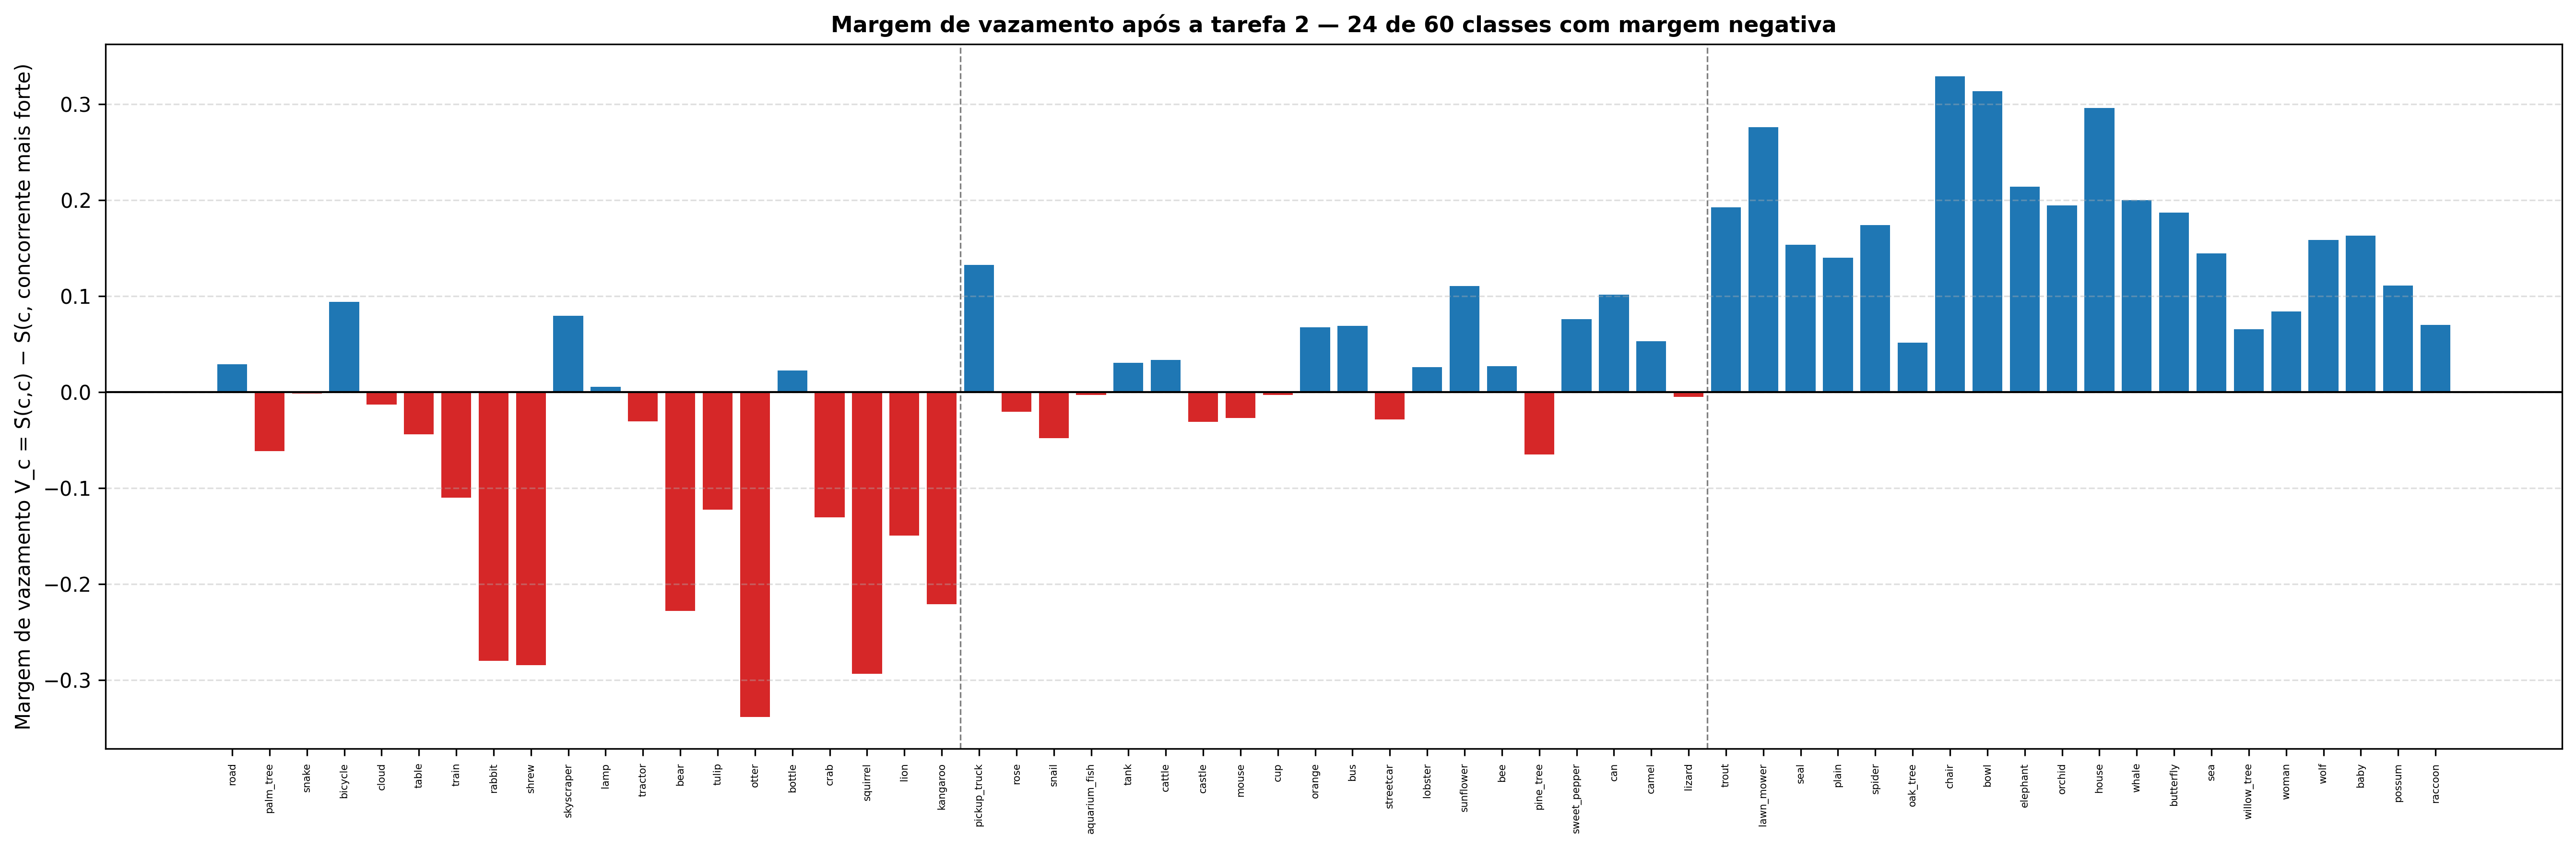 Margem de vazamento após a tarefa 2 — 24 de 60 classes com margem negativa
Margem de vazamento V_c = S(c,c) − S(c, concorrente mais forte)
0.3
0.2
0.1
0.0
−0.1
−0.2
−0.3
road
palm_tree
snake
bicycle
cloud
table
train
rabbit
shrew
skyscraper
lamp
tractor
bear
tulip
otter
bottle
crab
squirrel
lion
kangaroo
pickup_truck
rose
snail
aquarium_fish
tank
cattle
castle
mouse
cup
orange
bus
streetcar
lobster
sunflower
bee
pine_tree
sweet_pepper
can
camel
lizard
trout
lawn_mower
seal
plain
spider
oak_tree
chair
bowl
elephant
orchid
house
whale
butterfly
sea
willow_tree
woman
wolf
baby
possum
raccoon